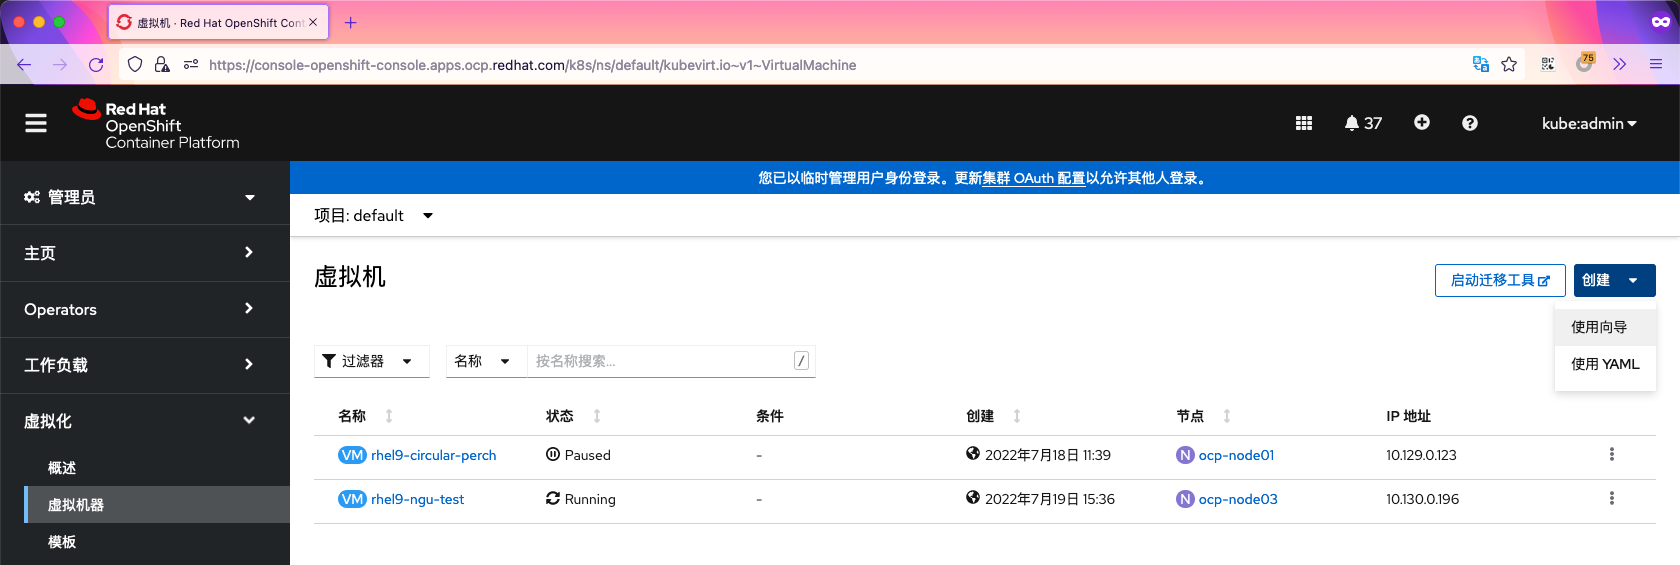 虚拟机 · Red Hat OpenShift Cont
https://console-openshift-console.apps.ocp.redhat.com/k8s/ns/default/kubevirt.io~v1~VirtualMachine
75
Red Hat
OpenShift
Container Platform
37
kube:admin
管理员
您已以临时管理用户身份登录。更新集群 OAuth 配置以允许其他人登录。
项目: default
主页
Operators
工作负载
虚拟化
概述
虚拟机器
模板
虚拟机
启动迁移工具
创建
使用向导
使用 YAML
过滤器
名称
按名称搜索...
/
名称 状态 条件 创建 节点 IP 地址
VM rhel9-circular-perch Paused - 2022年7月18日 11:39 N ocp-node01 10.129.0.123
VM rhel9-ngu-test Running - 2022年7月19日 15:36 N ocp-node03 10.130.0.196